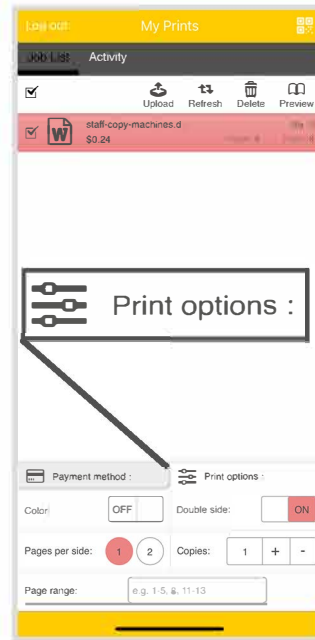 Log out My Prints
Job List Activity
Upload Refresh Delete Preview
staff-copy-machines.d
$0.24
Print options :
Payment method : Print options :
Color OFF Double side: ON
Pages per side: 1 2 Copies: 1 + -
Page range: e.g. 1-5, 8, 11-13